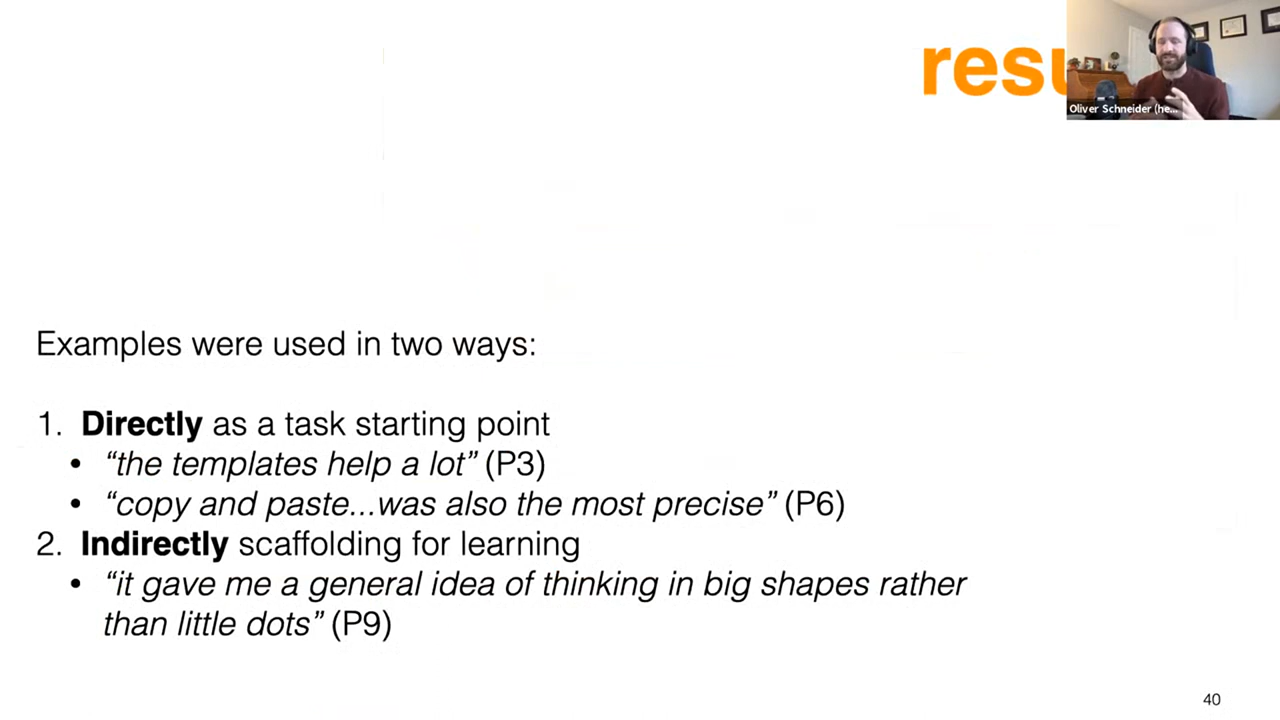 resu
Oliver Schneider (he...
Examples were used in two ways:
1. Directly as a task starting point
• “the templates help a lot” (P3)
• “copy and paste...was also the most precise” (P6)
2. Indirectly scaffolding for learning
• “it gave me a general idea of thinking in big shapes rather
than little dots” (P9)
40